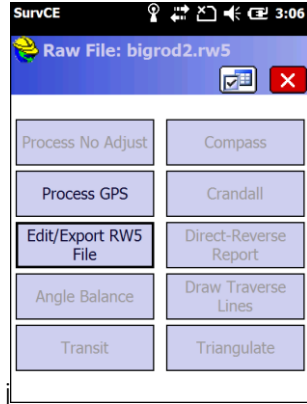 SurvCE 3:06
Raw File: bigrod2.rw5
Process No Adjust Compass
Process GPS Crandall
Edit/Export RW5 Direct-Reverse
File Report
Angle Balance Draw Traverse
Lines
Transit Triangulate
i